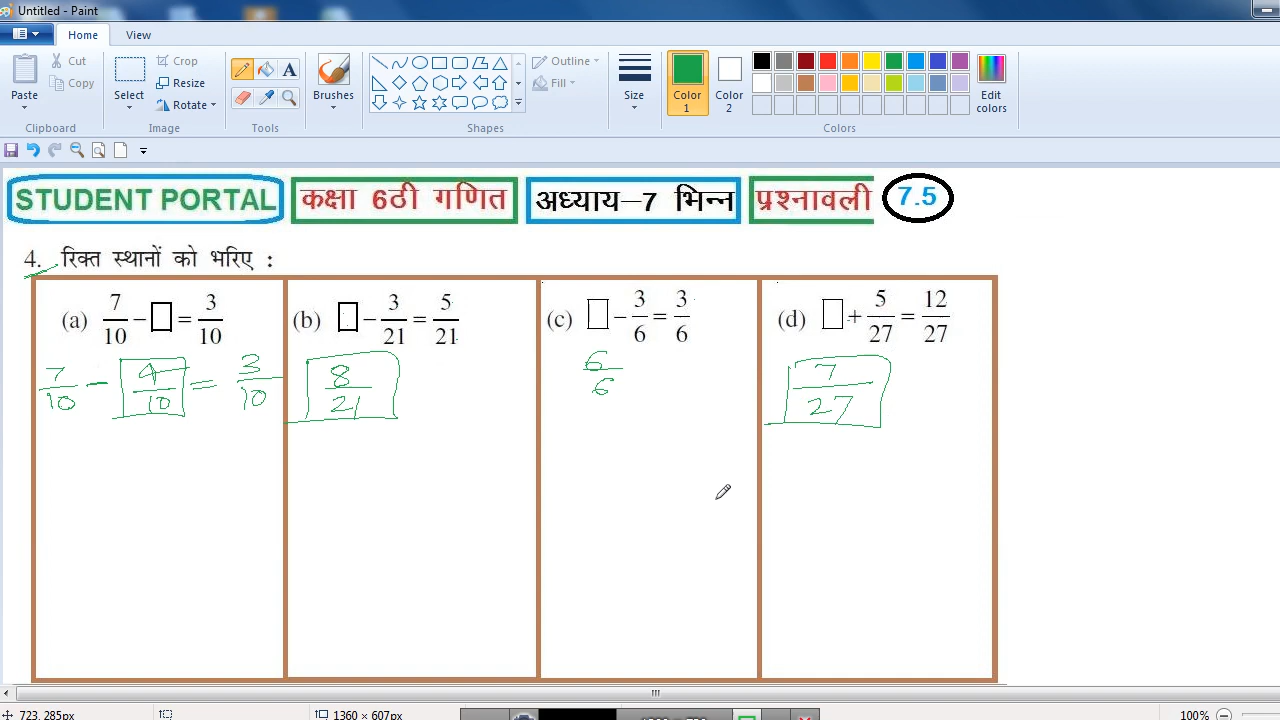 Untitled - Paint
Home View
Paste Cut Copy Select Crop Resize Rotate Brushes Outline Fill Size Color 1 Color 2 Edit colors
Clipboard Image Tools Shapes Colors
STUDENT PORTAL कक्षा 6ठी गणित अध्याय–7 भिन्न प्रश्नावली 7.5
4. रिक्त स्थानों को भरिए :
(a) 7/10 − □ = 3/10 (b) □ − 3/21 = 5/21 (c) □ − 3/6 = 3/6 (d) □ + 5/27 = 12/27
7/10 − 4/10 = 3/10 8/21 6/6 7/27
723, 285px 1360 × 607px 100%